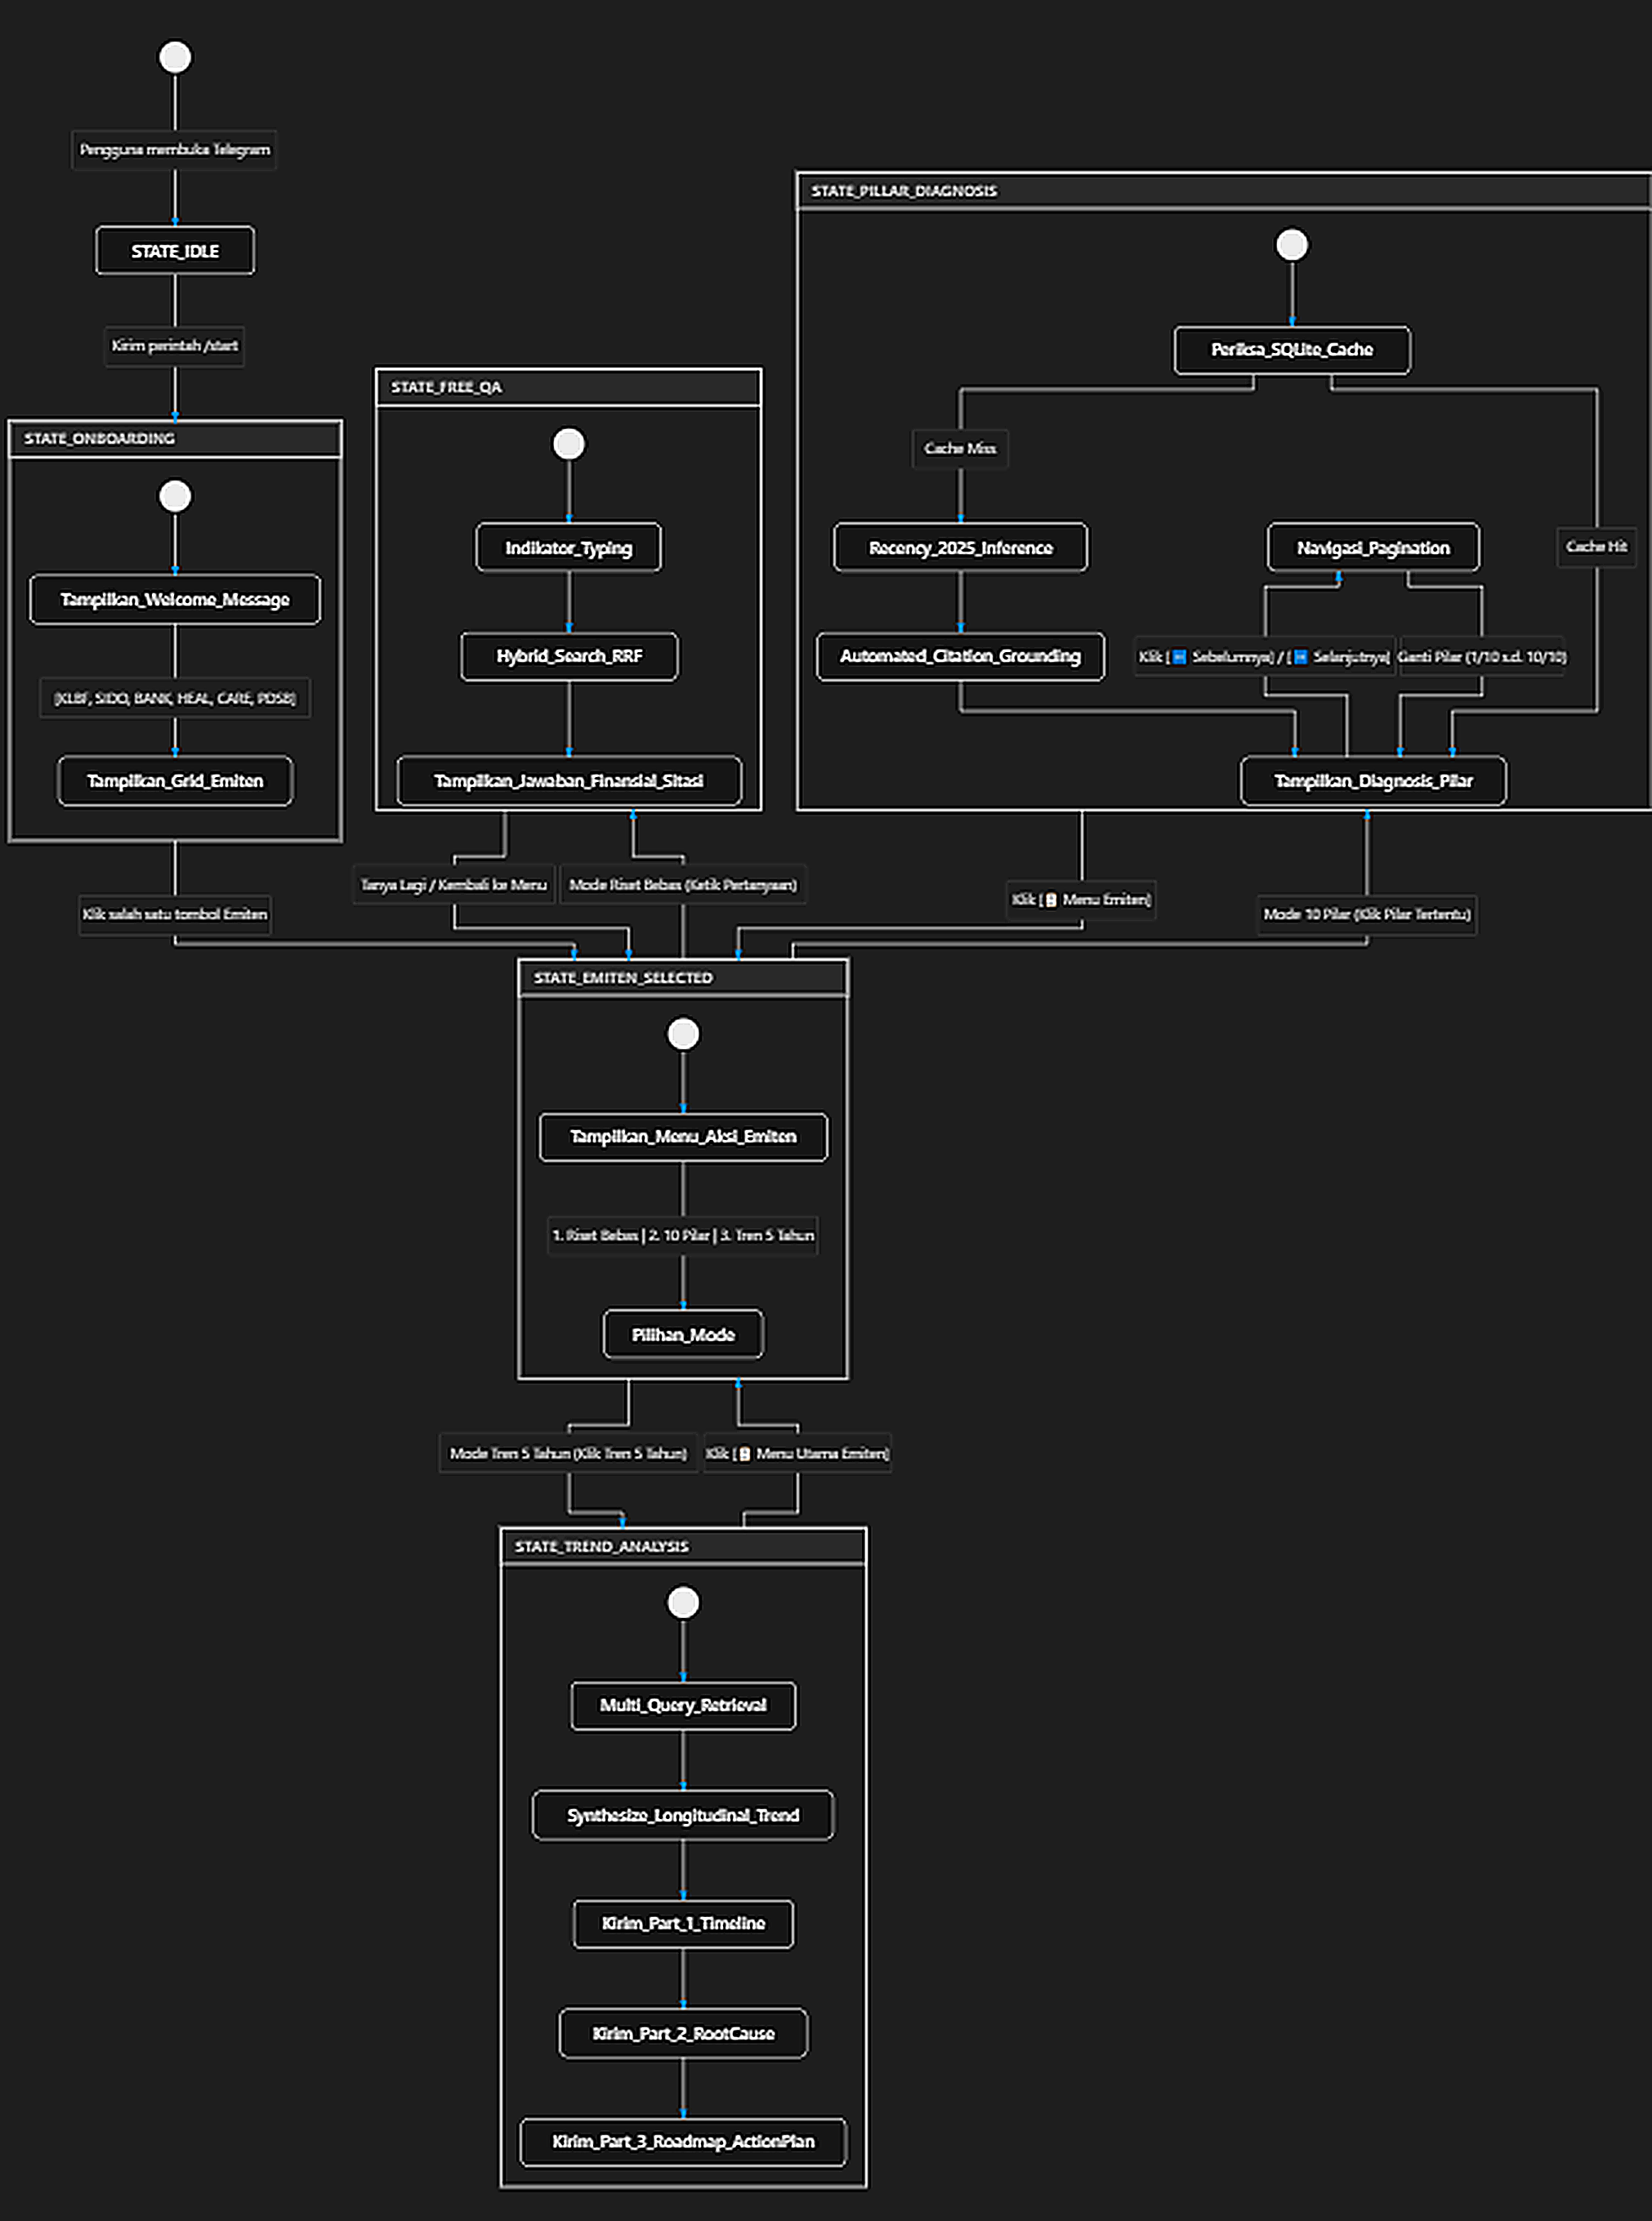 Pengguna membuka Telegram
STATE_IDLE
Kirim perintah /start
STATE_ONBOARDING
Tampilkan_Welcome_Message
[KLBF, SIDO, BANK, HEAL, CARE, PDSB]
Tampilkan_Grid_Emiten
Klik salah satu tombol Emiten
STATE_FREE_QA
Indikator_Typing
Hybrid_Search_RRF
Tampilkan_Jawaban_Finansial_Sitasi
Tanya Lagi / Kembali ke Menu
Mode Riset Bebas (Ketik Pertanyaan)
STATE_PILLAR_DIAGNOSIS
Periksa_SQLite_Cache
Cache Miss
Recency_2025_Inference
Navigasi_Pagination
Cache Hit
Automated_Citation_Grounding
Klik [⬅️ Sebelumnya] / [➡️ Selanjutnya]
Ganti Pilar (1/10 s.d. 10/10)
Tampilkan_Diagnosis_Pilar
Klik [📋 Menu Emiten]
Mode 10 Pilar (Klik Pilar Tertentu)
STATE_EMITEN_SELECTED
Tampilkan_Menu_Aksi_Emiten
1. Riset Bebas | 2. 10 Pilar | 3. Tren 5 Tahun
Pilihan_Mode
Mode Tren 5 Tahun (Klik Tren 5 Tahun)
Klik [📋 Menu Utama Emiten]
STATE_TREND_ANALYSIS
Multi_Query_Retrieval
Synthesize_Longitudinal_Trend
Kirim_Part_1_Timeline
Kirim_Part_2_RootCause
Kirim_Part_3_Roadmap_ActionPlan